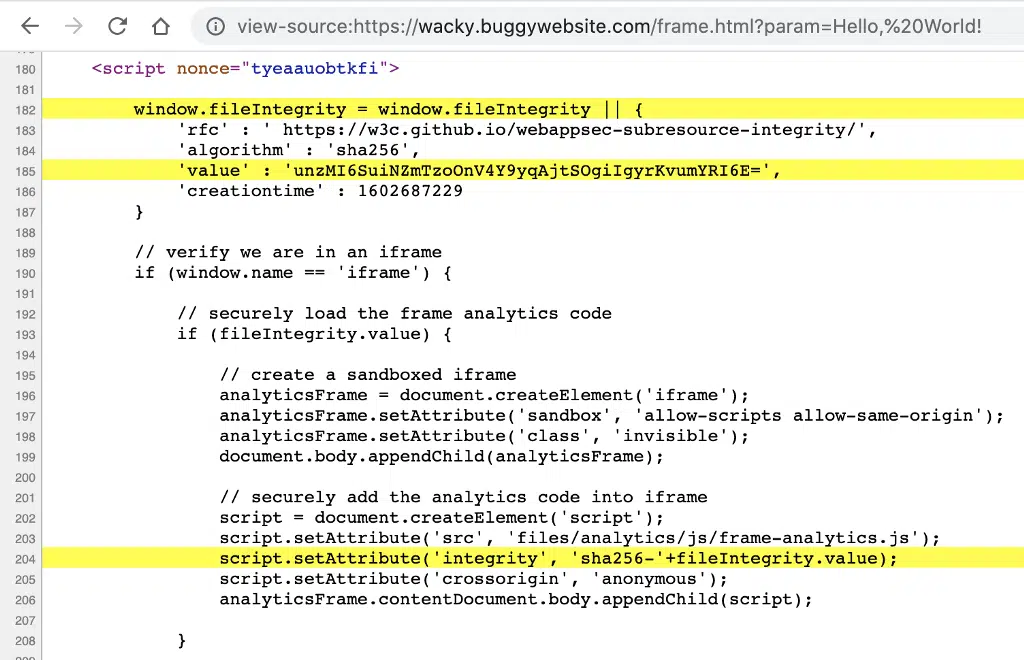 view-source:https://wacky.buggywebsite.com/frame.html?param=Hello,%20World!
180 <script nonce="tyeaauobtkfi">
181
182 window.fileIntegrity = window.fileIntegrity || {
183 'rfc' : ' https://w3c.github.io/webappsec-subresource-integrity/',
184 'algorithm' : 'sha256',
185 'value' : 'unzMI6SuiNZmTzoOnV4Y9yqAjtSOgiIgyrKvumYRI6E=',
186 'creationtime' : 1602687229
187 }
188
189 // verify we are in an iframe
190 if (window.name == 'iframe') {
191
192 // securely load the frame analytics code
193 if (fileIntegrity.value) {
194
195 // create a sandboxed iframe
196 analyticsFrame = document.createElement('iframe');
197 analyticsFrame.setAttribute('sandbox', 'allow-scripts allow-same-origin');
198 analyticsFrame.setAttribute('class', 'invisible');
199 document.body.appendChild(analyticsFrame);
200
201 // securely add the analytics code into iframe
202 script = document.createElement('script');
203 script.setAttribute('src', 'files/analytics/js/frame-analytics.js');
204 script.setAttribute('integrity', 'sha256-'+fileIntegrity.value);
205 script.setAttribute('crossorigin', 'anonymous');
206 analyticsFrame.contentDocument.body.appendChild(script);
207
208 }